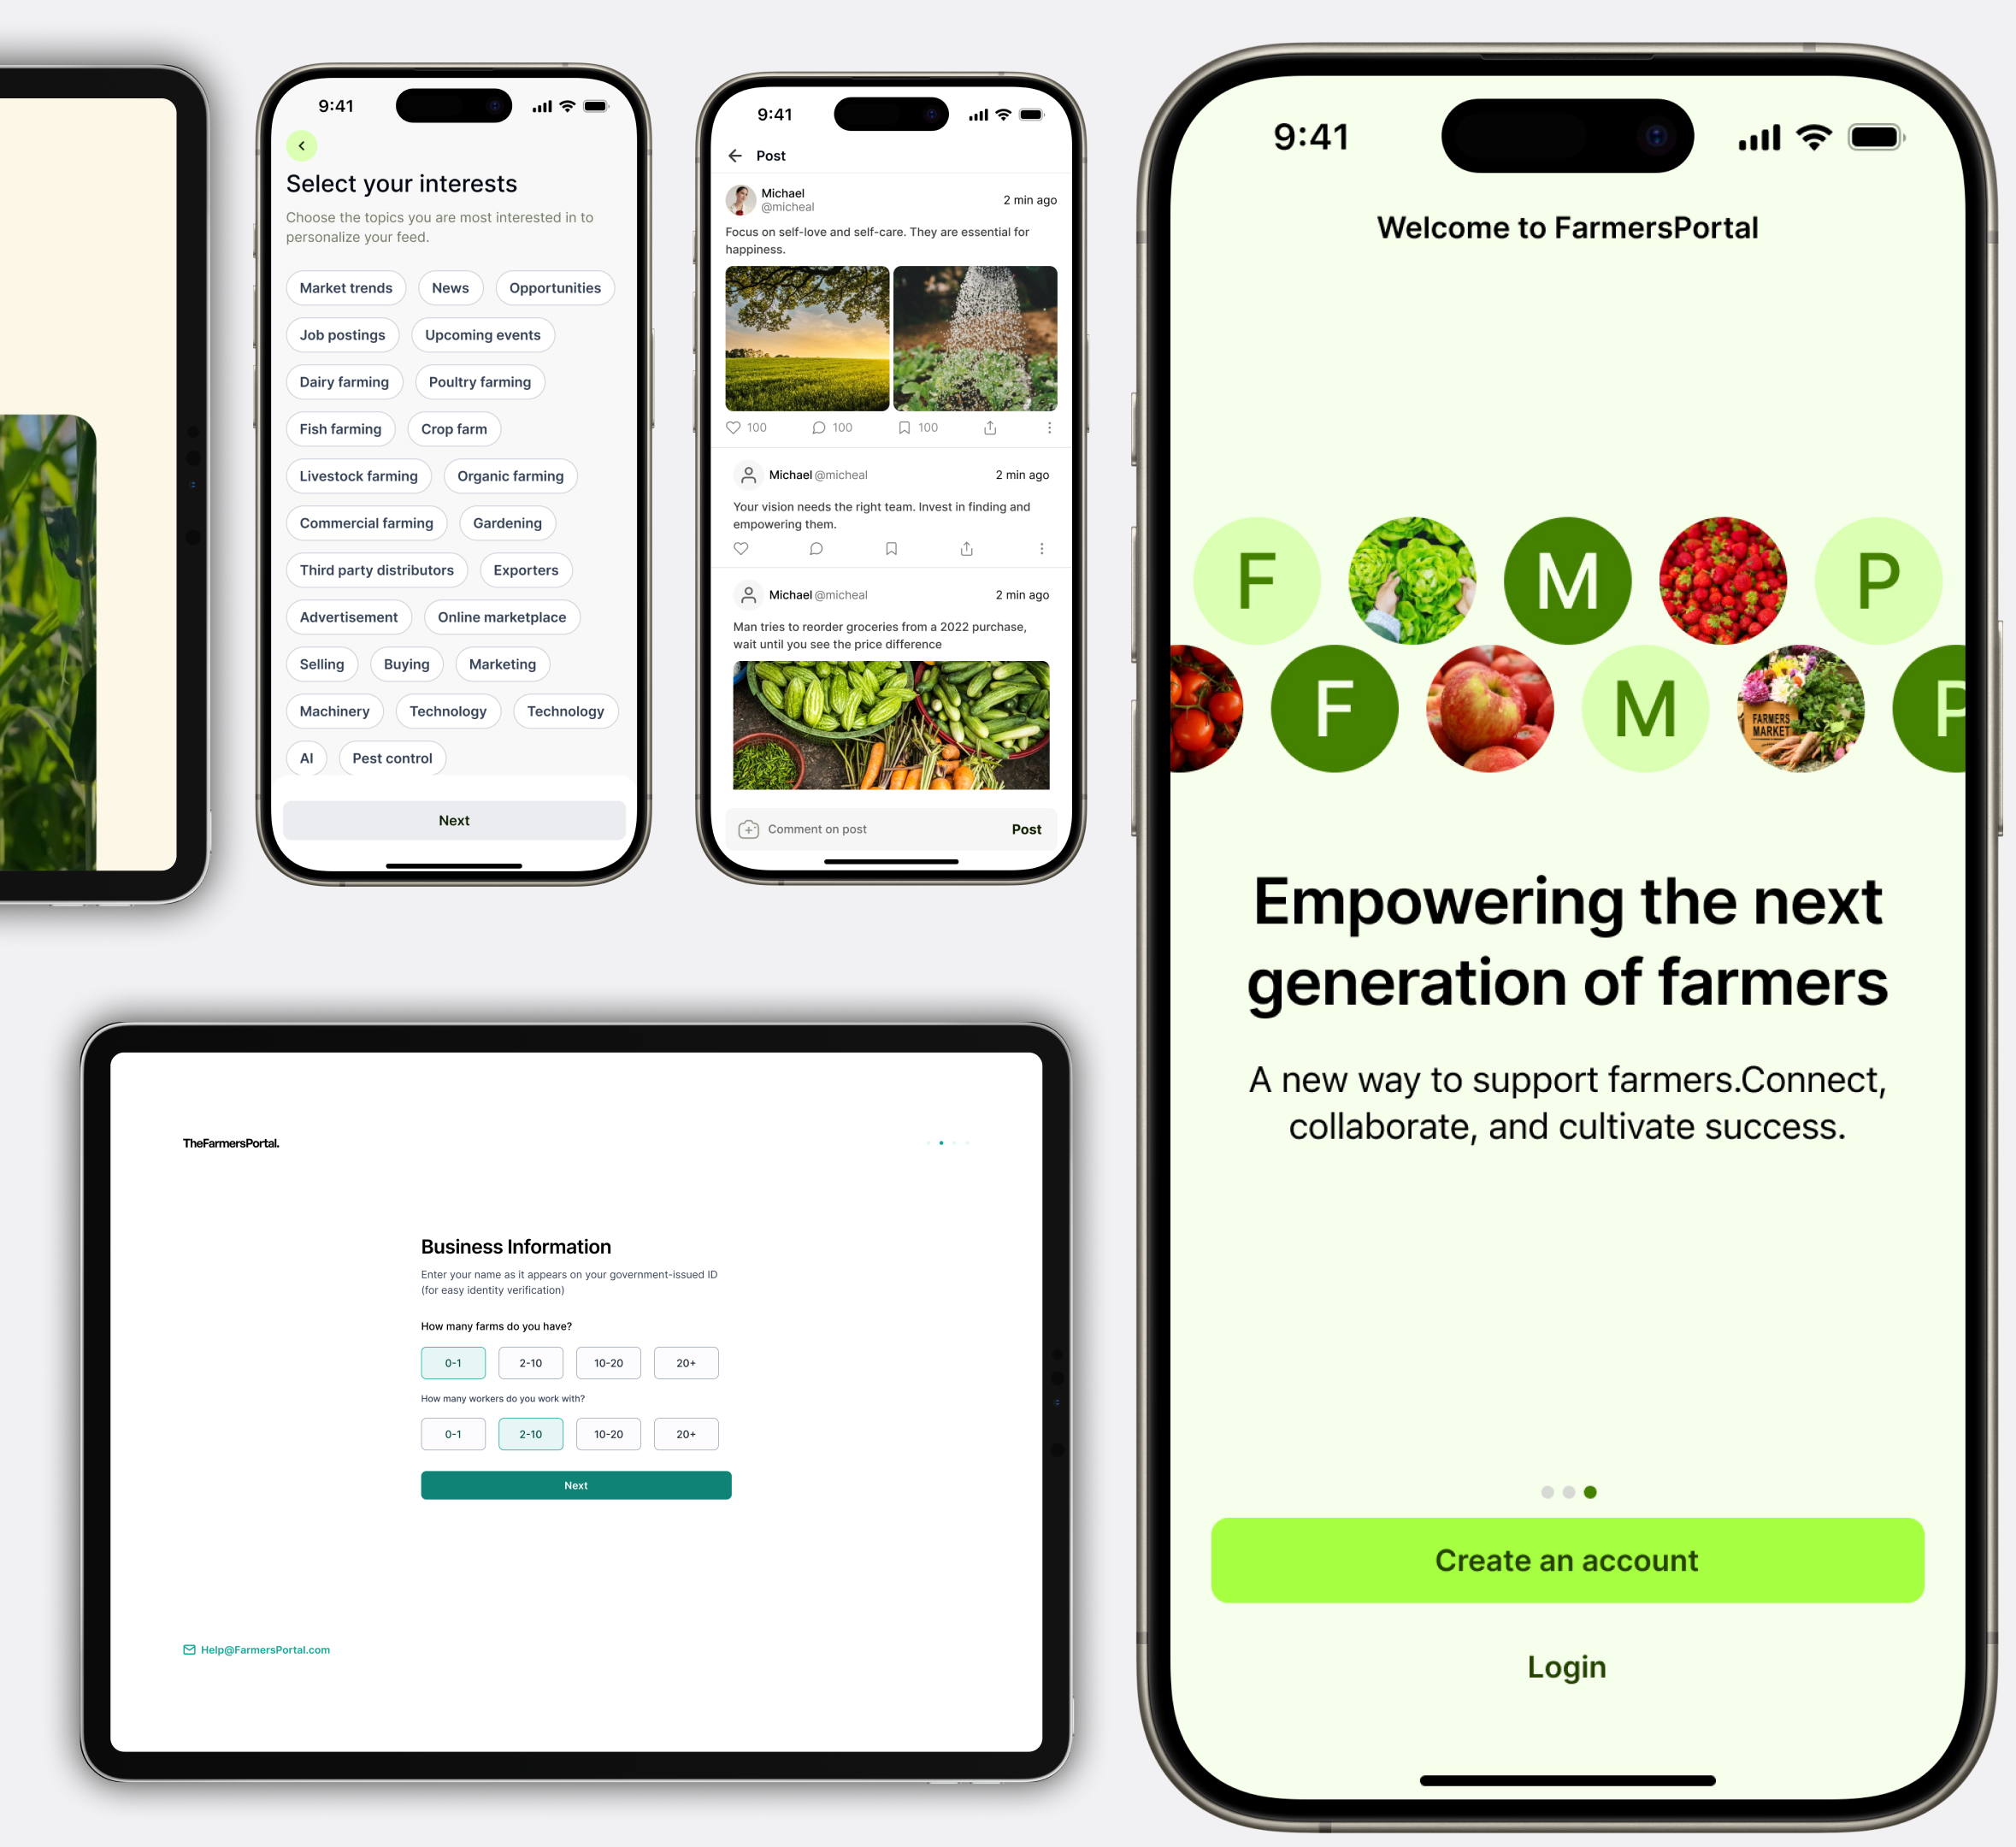 9:41
Select your interests
Choose the topics you are most interested in to
personalize your feed.
Market trends News Opportunities
Job postings Upcoming events
Dairy farming Poultry farming
Fish farming Crop farm
Livestock farming Organic farming
Commercial farming Gardening
Third party distributors Exporters
Advertisement Online marketplace
Selling Buying Marketing
Machinery Technology Technology
AI Pest control
Next
9:41
Post
Michael
@micheal
2 min ago
Focus on self-love and self-care. They are essential for
happiness.
100 100 100
Michael @micheal 2 min ago
Your vision needs the right team. Invest in finding and
empowering them.
Michael @micheal 2 min ago
Man tries to reorder groceries from a 2022 purchase,
wait until you see the price difference
Comment on post Post
9:41
Welcome to FarmersPortal
F M P
F M P
FARMERS
MARKET
Empowering the next
generation of farmers
A new way to support farmers.Connect,
collaborate, and cultivate success.
Create an account
Login
TheFarmersPortal.
Business Information
Enter your name as it appears on your government-issued ID
(for easy identity verification)
How many farms do you have?
0-1 2-10 10-20 20+
How many workers do you work with?
0-1 2-10 10-20 20+
Next
Help@FarmersPortal.com